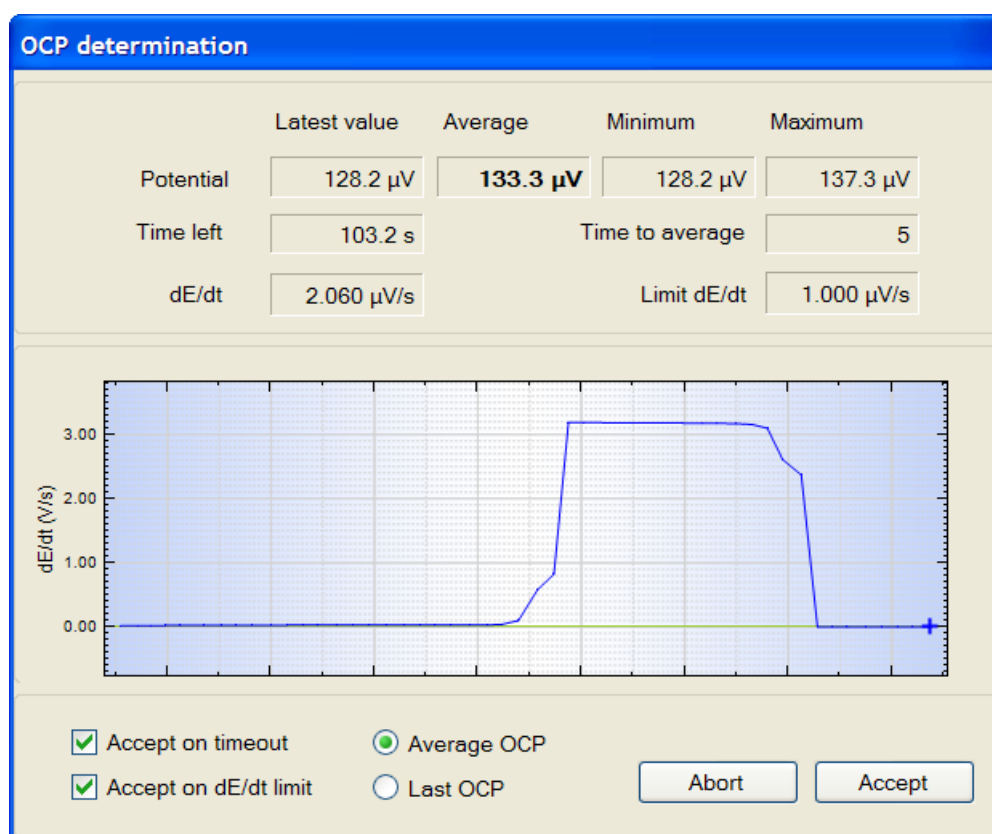 OCP determination
Latest value Average Minimum Maximum
Potential 128.2 µV 133.3 µV 128.2 µV 137.3 µV
Time left 103.2 s Time to average 5
dE/dt 2.060 µV/s Limit dE/dt 1.000 µV/s
dE/dt (V/s)
3.00
2.00
1.00
0.00
Accept on timeout Average OCP
Accept on dE/dt limit Last OCP Abort Accept